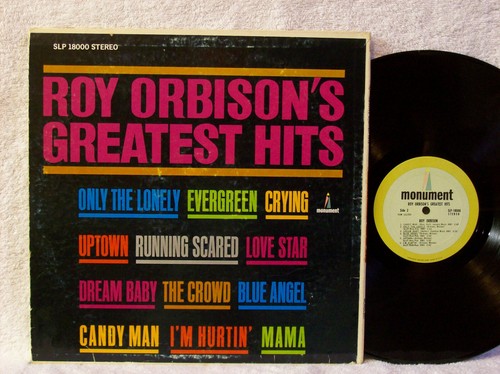 SLP 18000 STEREO
ROY ORBISON'S
GREATEST HITS
ONLY THE LONELY EVERGREEN CRYING
monument
UPTOWN RUNNING SCARED LOVE STAR
DREAM BABY THE CROWD BLUE ANGEL
CANDY MAN I'M HURTIN' MAMA
monument
ROY ORBISON'S GREATEST HITS
ROY ORBISON